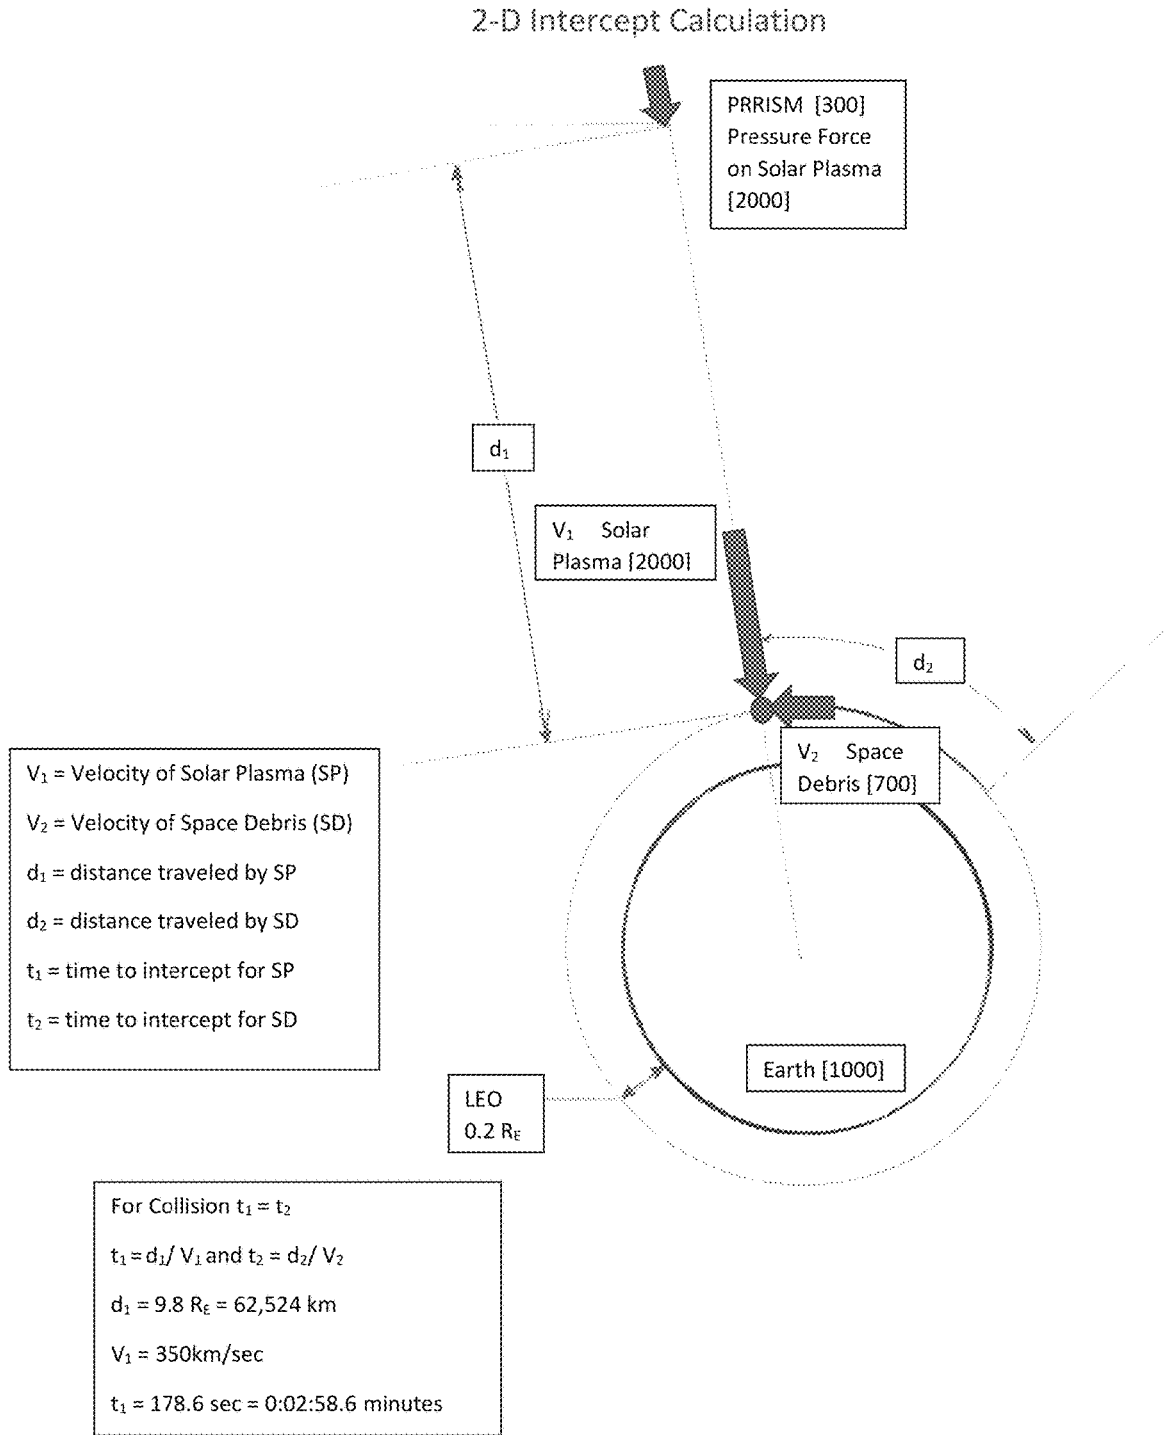 2-D Intercept Calculation
PRRISM [300]
Pressure Force
on Solar Plasma
[2000]
d₁
V₁ Solar
Plasma [2000]
d₂
V₂ Space
Debris [700]
V₁ = Velocity of Solar Plasma (SP)
V₂ = Velocity of Space Debris (SD)
d₁ = distance traveled by SP
d₂ = distance traveled by SD
t₁ = time to intercept for SP
t₂ = time to intercept for SD
Earth [1000]
LEO
0.2 R<sub>E</sub>
For Collision t₁ = t₂
t₁ = d₁/ V₁ and t₂ = d₂/ V₂
d₁ = 9.8 R<sub>E</sub> = 62,524 km
V₁ = 350km/sec
t₁ = 178.6 sec = 0:02:58.6 minutes